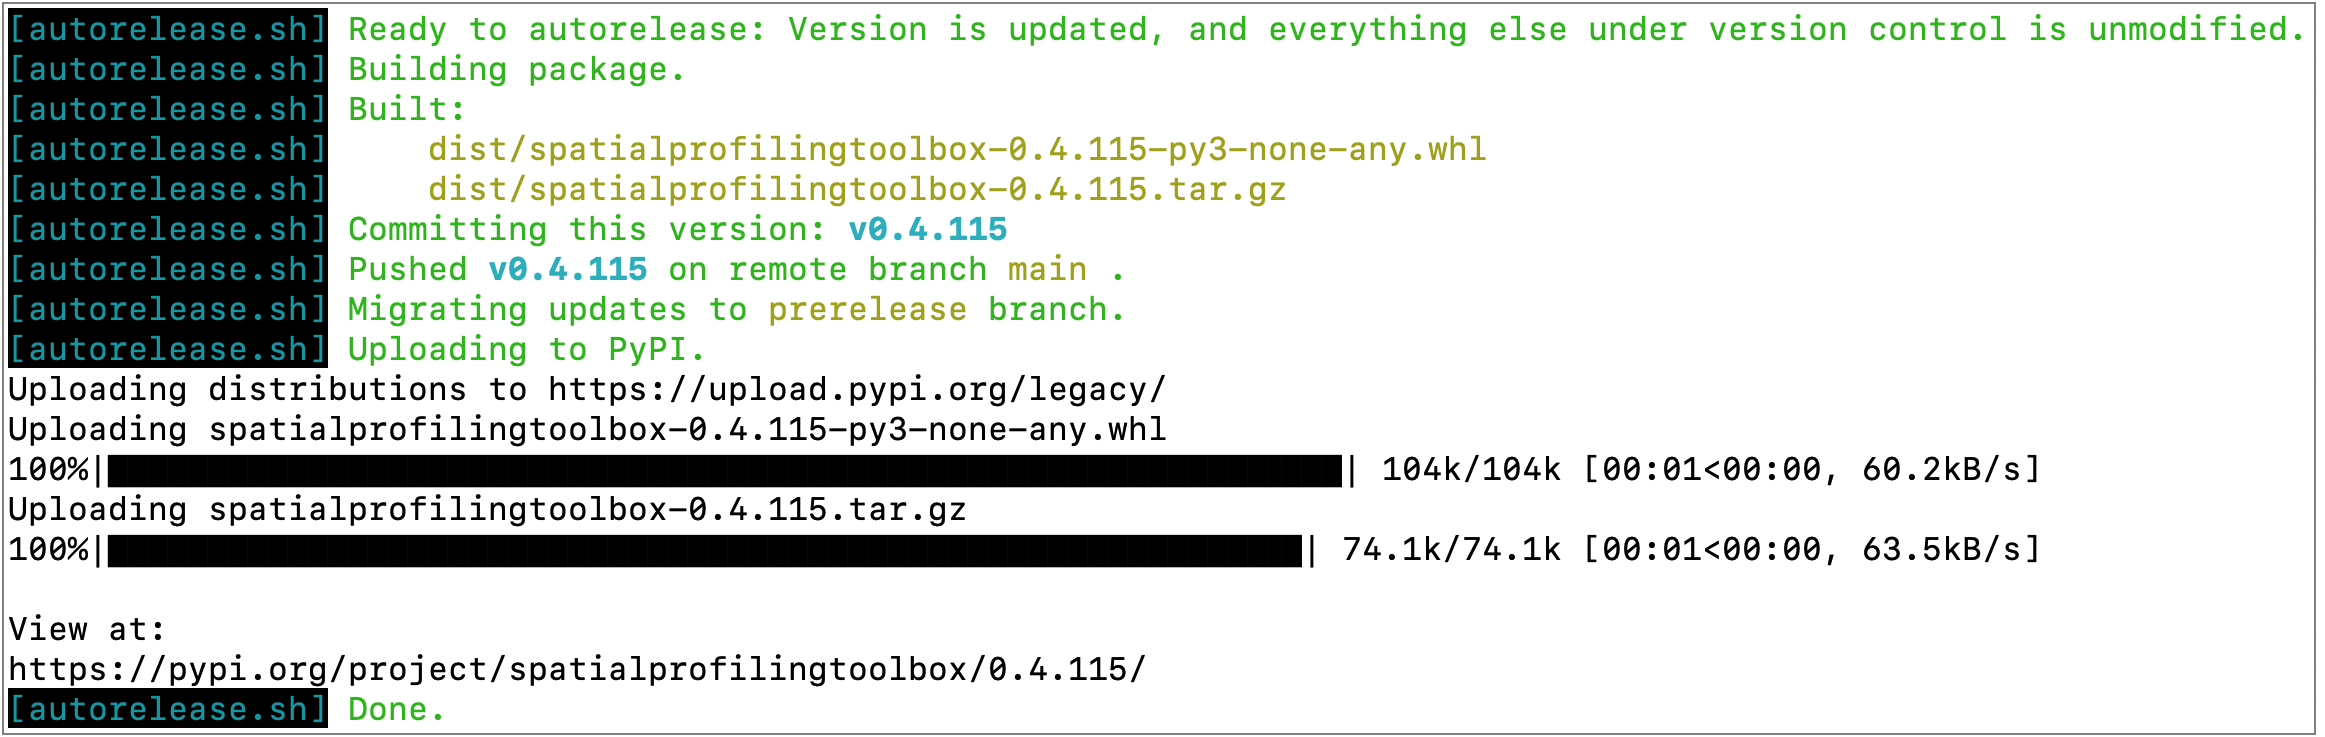 [autorelease.sh] Ready to autorelease: Version is updated, and everything else under version control is unmodified.
[autorelease.sh] Building package.
[autorelease.sh] Built:
[autorelease.sh]     dist/spatialprofilingtoolbox-0.4.115-py3-none-any.whl
[autorelease.sh]     dist/spatialprofilingtoolbox-0.4.115.tar.gz
[autorelease.sh] Committing this version: v0.4.115
[autorelease.sh] Pushed v0.4.115 on remote branch main .
[autorelease.sh] Migrating updates to prerelease branch.
[autorelease.sh] Uploading to PyPI.
Uploading distributions to https://upload.pypi.org/legacy/
Uploading spatialprofilingtoolbox-0.4.115-py3-none-any.whl
100%|██████████████████████████████████████████████████████████████| 104k/104k [00:01<00:00, 60.2kB/s]
Uploading spatialprofilingtoolbox-0.4.115.tar.gz
100%|████████████████████████████████████████████████████████████| 74.1k/74.1k [00:01<00:00, 63.5kB/s]
View at:
https://pypi.org/project/spatialprofilingtoolbox/0.4.115/
[autorelease.sh] Done.